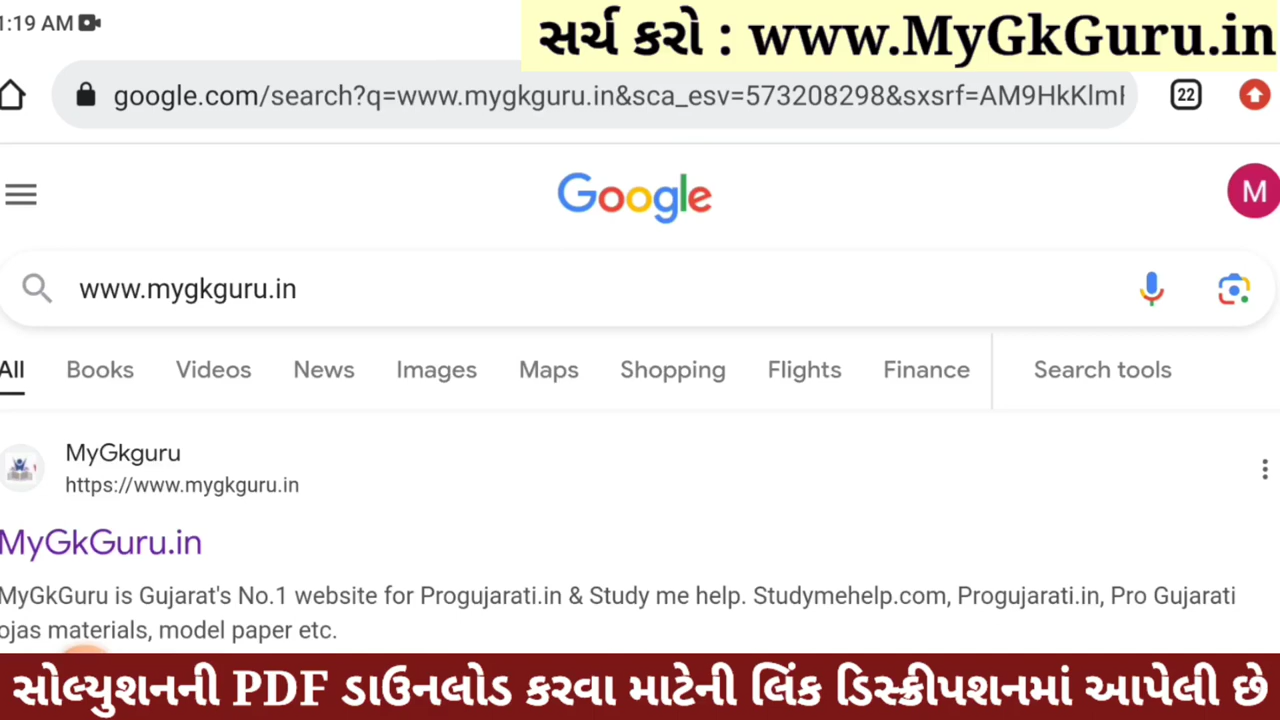 1:19 AM
સર્ચ કરો : www.MyGkGuru.in
google.com/search?q=www.mygkguru.in&sca_esv=573208298&sxsrf=AM9HkKlm
22
Google
M
www.mygkguru.in
All Books Videos News Images Maps Shopping Flights Finance Search tools
MyGkguru
https://www.mygkguru.in
MyGkGuru.in
MyGkGuru is Gujarat's No.1 website for Progujarati.in & Study me help. Studymehelp.com, Progujarati.in, Pro Gujarati
ojas materials, model paper etc.
સોલ્યુશનની PDF ડાઉનલોડ કરવા માટેની લિંક ડિસ્ક્રીપશનમાં આપેલી છે